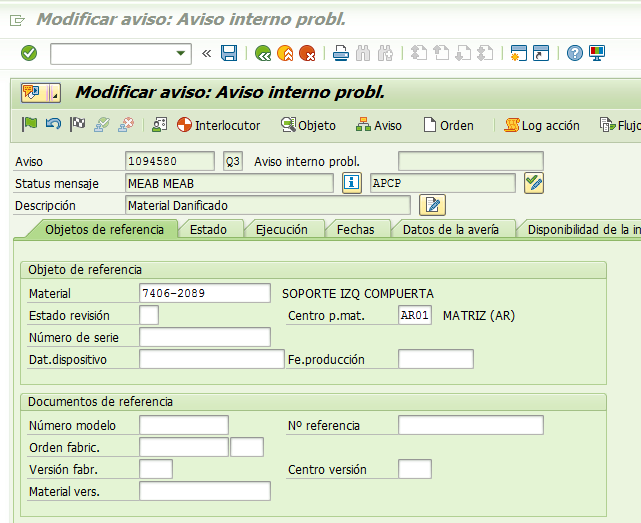 Modificar aviso: Aviso interno probl.
Modificar aviso: Aviso interno probl.
Interlocutor Objeto Aviso Orden Log acción Flujo
Aviso 1094580 Q3 Aviso interno probl.
Status mensaje MEAB MEAB APCP
Descripción Material Danificado
Objetos de referencia Estado Ejecución Fechas Datos de la avería Disponibilidad de la in
Objeto de referencia
Material 7406-2089 SOPORTE IZQ COMPUERTA
Estado revisión Centro p.mat. AR01 MATRIZ (AR)
Número de serie
Dat.dispositivo Fe.producción
Documentos de referencia
Número modelo Nº referencia
Orden fabric.
Versión fabr. Centro versión
Material vers.